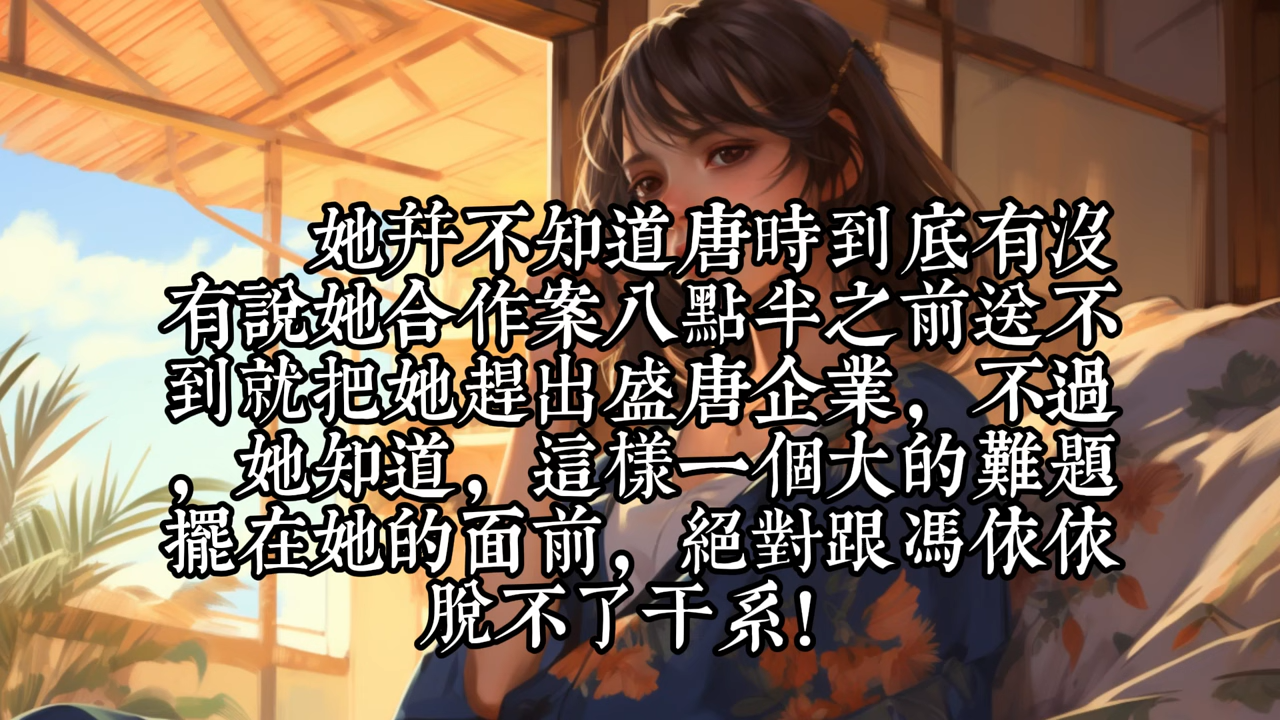 她并不知道唐時到底有沒
有說她合作案八點半之前送不
到就把她趕出盛唐企業，不過
，她知道，這樣一個大的難題
擺在她的面前，絕對跟馮依依
脫不了干系！